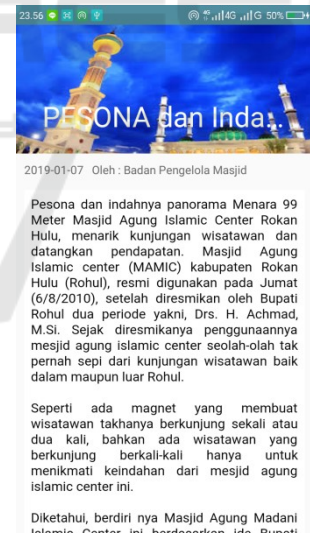 23.56 4G G 50%
PESONA dan Inda...
2019-01-07 Oleh : Badan Pengelola Masjid
Pesona dan indahnya panorama Menara 99
Meter Masjid Agung Islamic Center Rokan
Hulu, menarik kunjungan wisatawan dan
datangkan pendapatan. Masjid Agung
Islamic center (MAMIC) kabupaten Rokan
Hulu (Rohul), resmi digunakan pada Jumat
(6/8/2010), setelah diresmikan oleh Bupati
Rohul dua periode yakni, Drs. H. Achmad,
M.Si. Sejak diresmikanya penggunaannya
mesjid agung islamic center seolah-olah tak
pernah sepi dari kunjungan wisatawan baik
dalam maupun luar Rohul.
Seperti ada magnet yang membuat
wisatawan takhanya berkunjung sekali atau
dua kali, bahkan ada wisatawan yang
berkunjung berkali-kali hanya untuk
menikmati keindahan dari mesjid agung
islamic center ini.
Diketahui, berdiri nya Masjid Agung Madani
Islamic Center ini berdasarkan ide Bupati